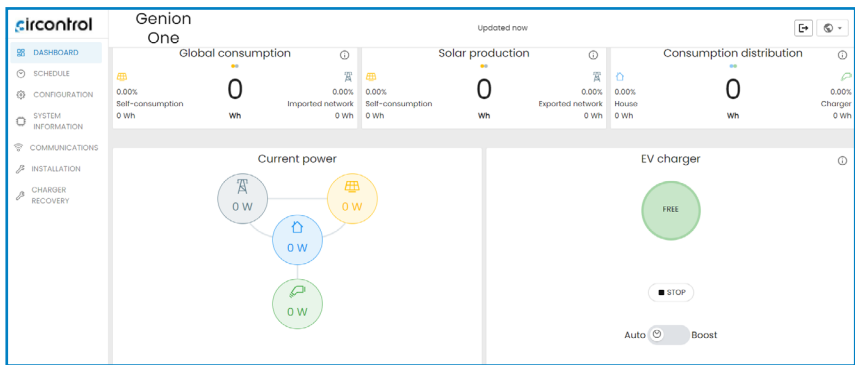 circontrol
Genion
One
Updated now
DASHBOARD
SCHEDULE
CONFIGURATION
SYSTEM
INFORMATION
COMMUNICATIONS
INSTALLATION
CHARGER
RECOVERY
Global consumption
0.00%
0
0.00%
Self-consumption
Imported network
0 Wh
Wh
0 Wh
Solar production
0.00%
0
0.00%
Self-consumption
Exported network
0 Wh
Wh
0 Wh
Consumption distribution
0.00%
0
0.00%
House
Charger
0 Wh
Wh
0 Wh
Current power
0 W
0 W
0 W
0 W
EV charger
FREE
STOP
Auto
Boost